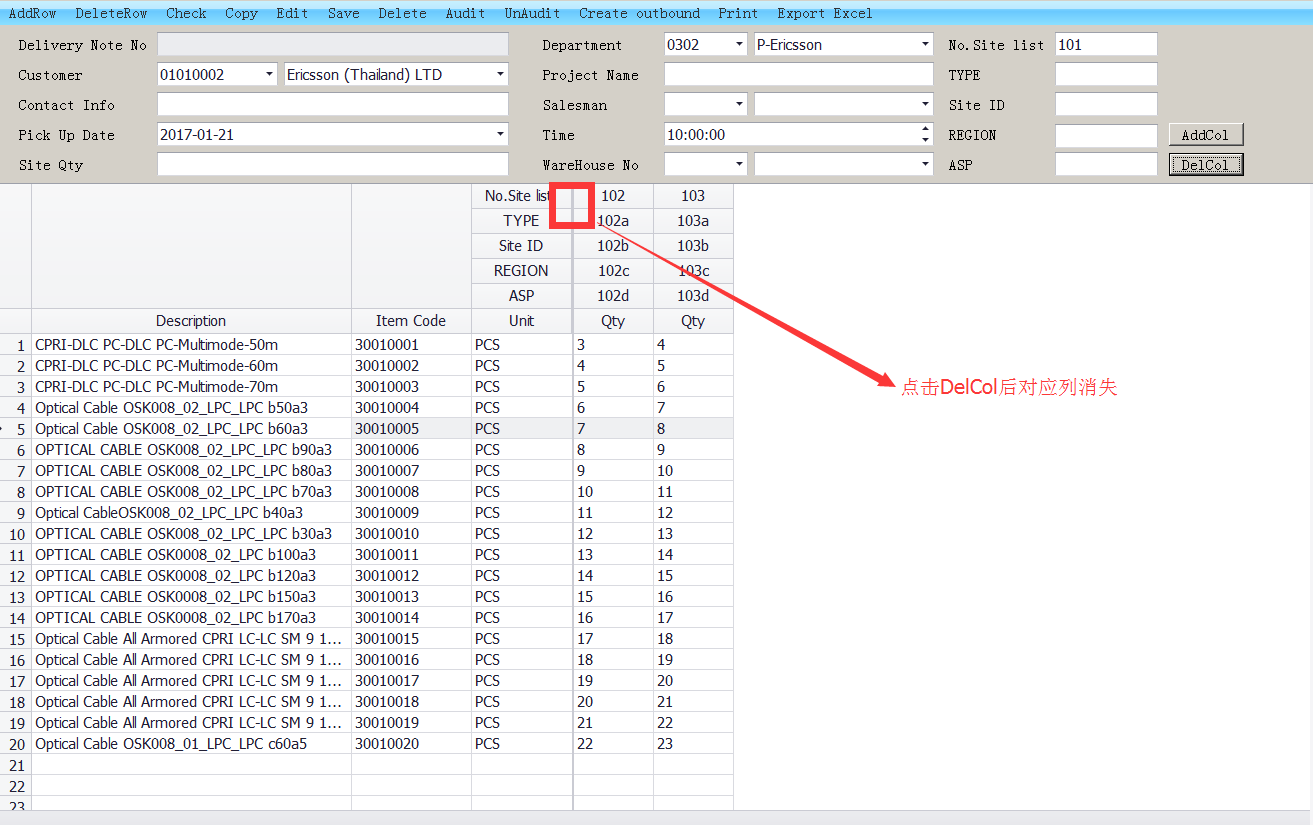 AddRow DeleteRow Check Copy Edit Save Delete Audit UnAudit Create outbound Print Export Excel
Delivery Note No Department 0302 P-Ericsson No.Site list 101
Customer 01010002 Ericsson (Thailand) LTD Project Name TYPE
Contact Info Salesman Site ID
Pick Up Date 2017-01-21 Time 10:00:00 REGION AddCol
Site Qty WareHouse No ASP DelCol
No.Site list 102 103
TYPE 102a 103a
Site ID 102b 103b
REGION 102c 103c
ASP 102d 103d
Description Item Code Unit Qty Qty
1 CPRI-DLC PC-DLC PC-Multimode-50m 30010001 PCS 3 4
2 CPRI-DLC PC-DLC PC-Multimode-60m 30010002 PCS 4 5
3 CPRI-DLC PC-DLC PC-Multimode-70m 30010003 PCS 5 6
点击DelCol后对应列消失
4 Optical Cable OSK008_02_LPC_LPC b50a3 30010004 PCS 6 7
5 Optical Cable OSK008_02_LPC_LPC b60a3 30010005 PCS 7 8
6 OPTICAL CABLE OSK008_02_LPC_LPC b90a3 30010006 PCS 8 9
7 OPTICAL CABLE OSK008_02_LPC_LPC b80a3 30010007 PCS 9 10
8 OPTICAL CABLE OSK008_02_LPC_LPC b70a3 30010008 PCS 10 11
9 Optical CableOSK008_02_LPC_LPC b40a3 30010009 PCS 11 12
10 OPTICAL CABLE OSK008_02_LPC_LPC b30a3 30010010 PCS 12 13
11 OPTICAL CABLE OSK0008_02_LPC b100a3 30010011 PCS 13 14
12 OPTICAL CABLE OSK0008_02_LPC b120a3 30010012 PCS 14 15
13 OPTICAL CABLE OSK0008_02_LPC b150a3 30010013 PCS 15 16
14 OPTICAL CABLE OSK0008_02_LPC b170a3 30010014 PCS 16 17
15 Optical Cable All Armored CPRI LC-LC SM 9 1... 30010015 PCS 17 18
16 Optical Cable All Armored CPRI LC-LC SM 9 1... 30010016 PCS 18 19
17 Optical Cable All Armored CPRI LC-LC SM 9 1... 30010017 PCS 19 20
18 Optical Cable All Armored CPRI LC-LC SM 9 1... 30010018 PCS 20 21
19 Optical Cable All Armored CPRI LC-LC SM 9 1... 30010019 PCS 21 22
20 Optical Cable OSK008_01_LPC_LPC c60a5 30010020 PCS 22 23
21
22
23